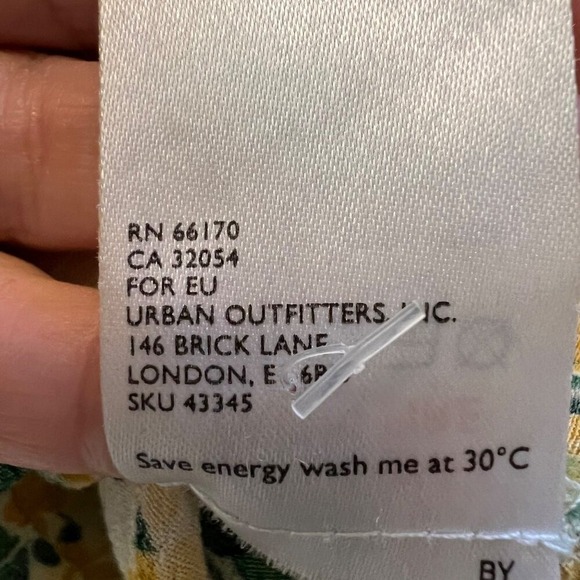 RN 66170
CA 32054
FOR EU
URBAN OUTFITTERS, INC.
146 BRICK LANE
LONDON,
SKU 43345
Save energy wash me at 30°C
BY